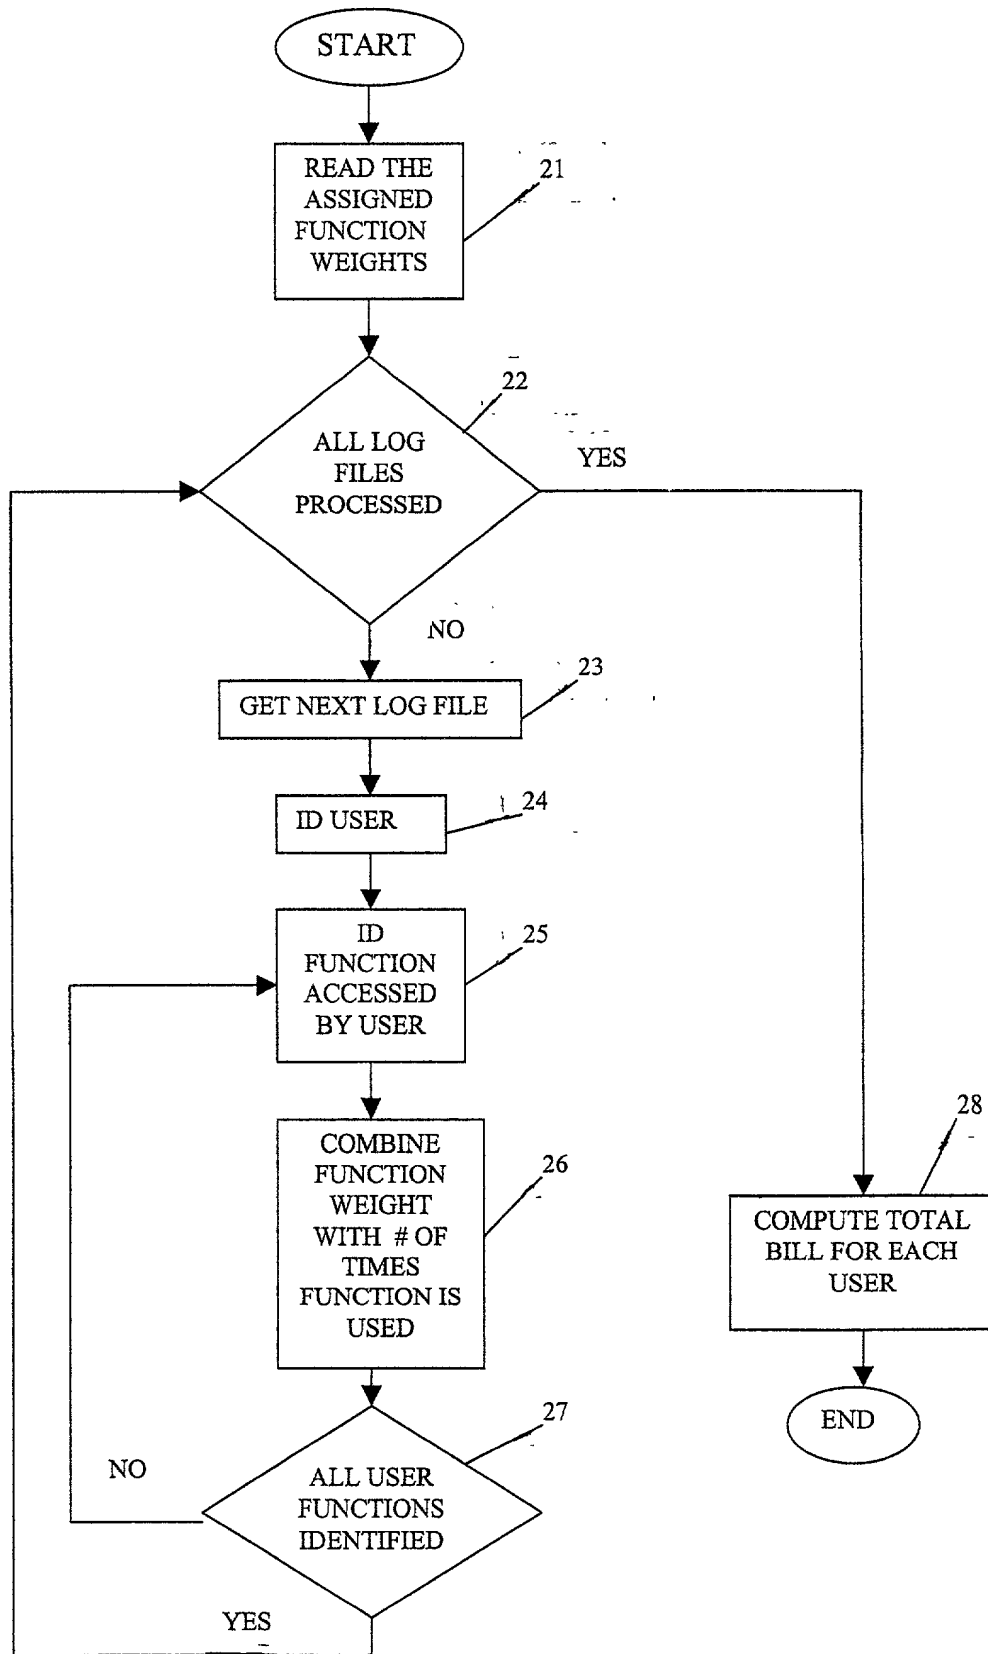 START
READ THE
ASSIGNED
FUNCTION
WEIGHTS
21
22
ALL LOG
FILES
PROCESSED
YES
NO
23
GET NEXT LOG FILE
24
ID USER
ID
FUNCTION
ACCESSED
BY USER
25
COMBINE
FUNCTION
WEIGHT
WITH # OF
TIMES
FUNCTION IS
USED
26
28
COMPUTE TOTAL
BILL FOR EACH
USER
END
27
NO
ALL USER
FUNCTIONS
IDENTIFIED
YES